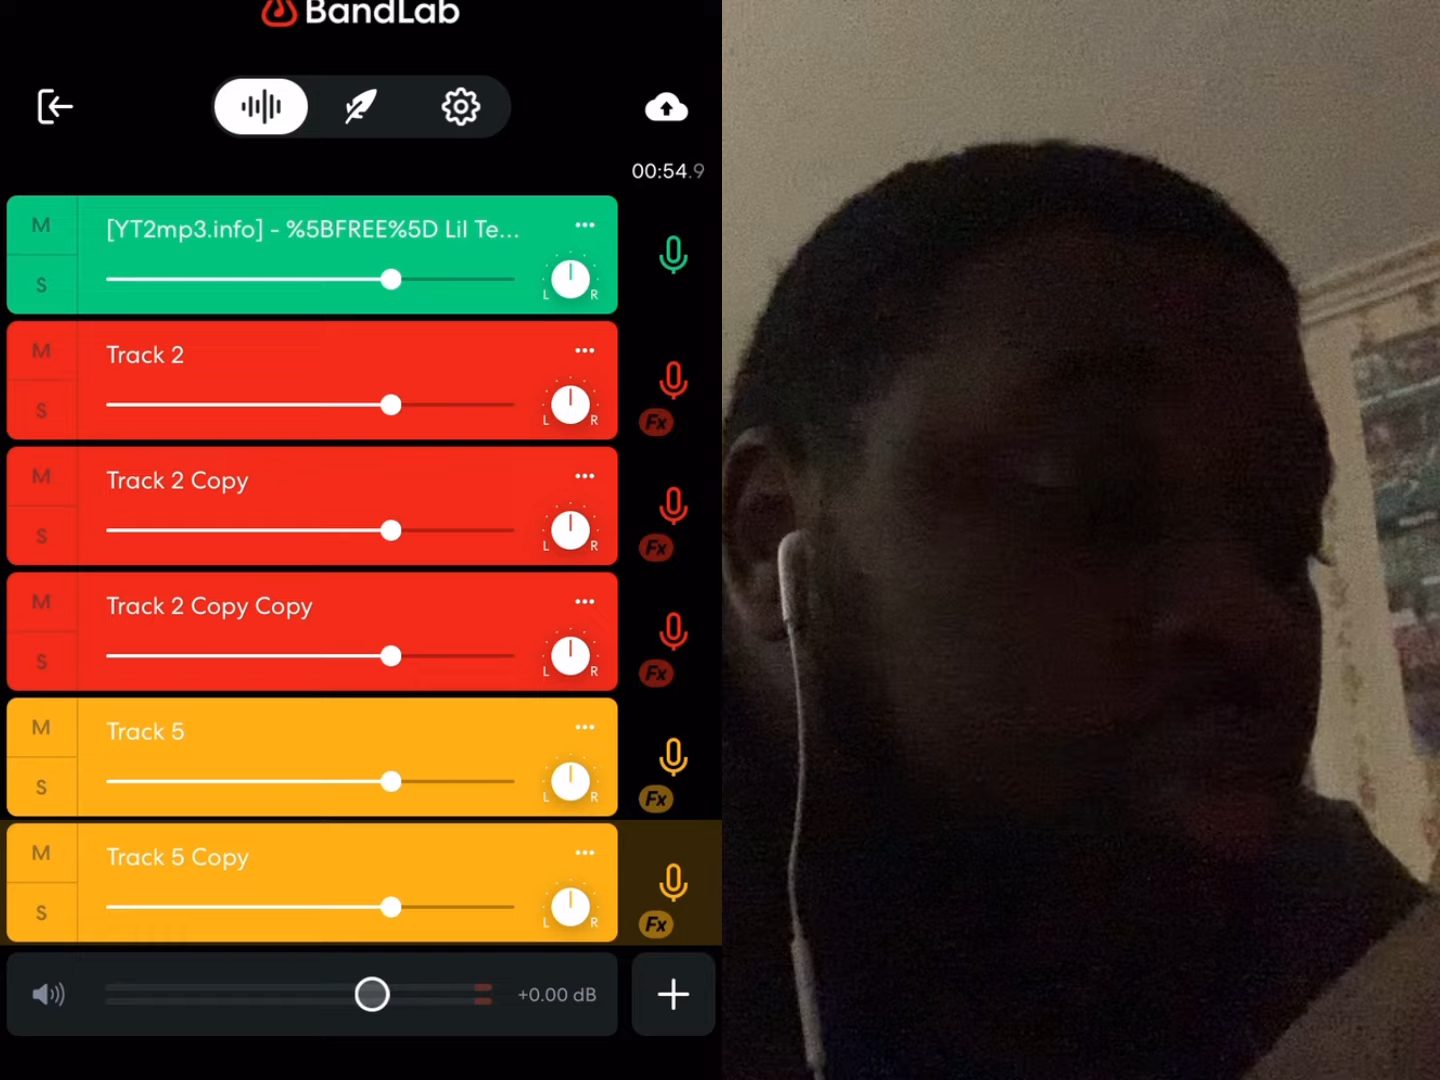 BandLab
00:54.9
M
[YT2mp3.info] - %5BFREE%5D Lil Te...
S
L R
M
Track 2
S
L R
Fx
M
Track 2 Copy
S
L R
Fx
M
Track 2 Copy Copy
S
L R
Fx
M
Track 5
S
L R
Fx
M
Track 5 Copy
S
L R
Fx
+0.00 dB